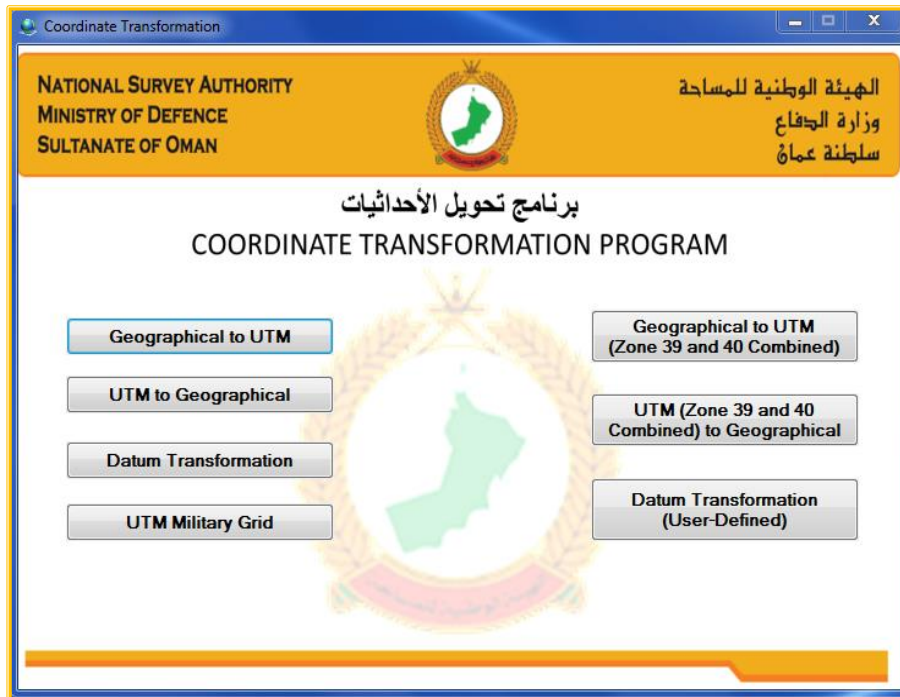 Coordinate Transformation
NATIONAL SURVEY AUTHORITY
MINISTRY OF DEFENCE
SULTANATE OF OMAN
الهيئة الوطنية للمساحة
وزارة الدفاع
سلطنة عمان
برنامج تحويل الأحداثيات
COORDINATE TRANSFORMATION PROGRAM
Geographical to UTM
UTM to Geographical
Datum Transformation
UTM Military Grid
Geographical to UTM
(Zone 39 and 40 Combined)
UTM (Zone 39 and 40
Combined) to Geographical
Datum Transformation
(User-Defined)